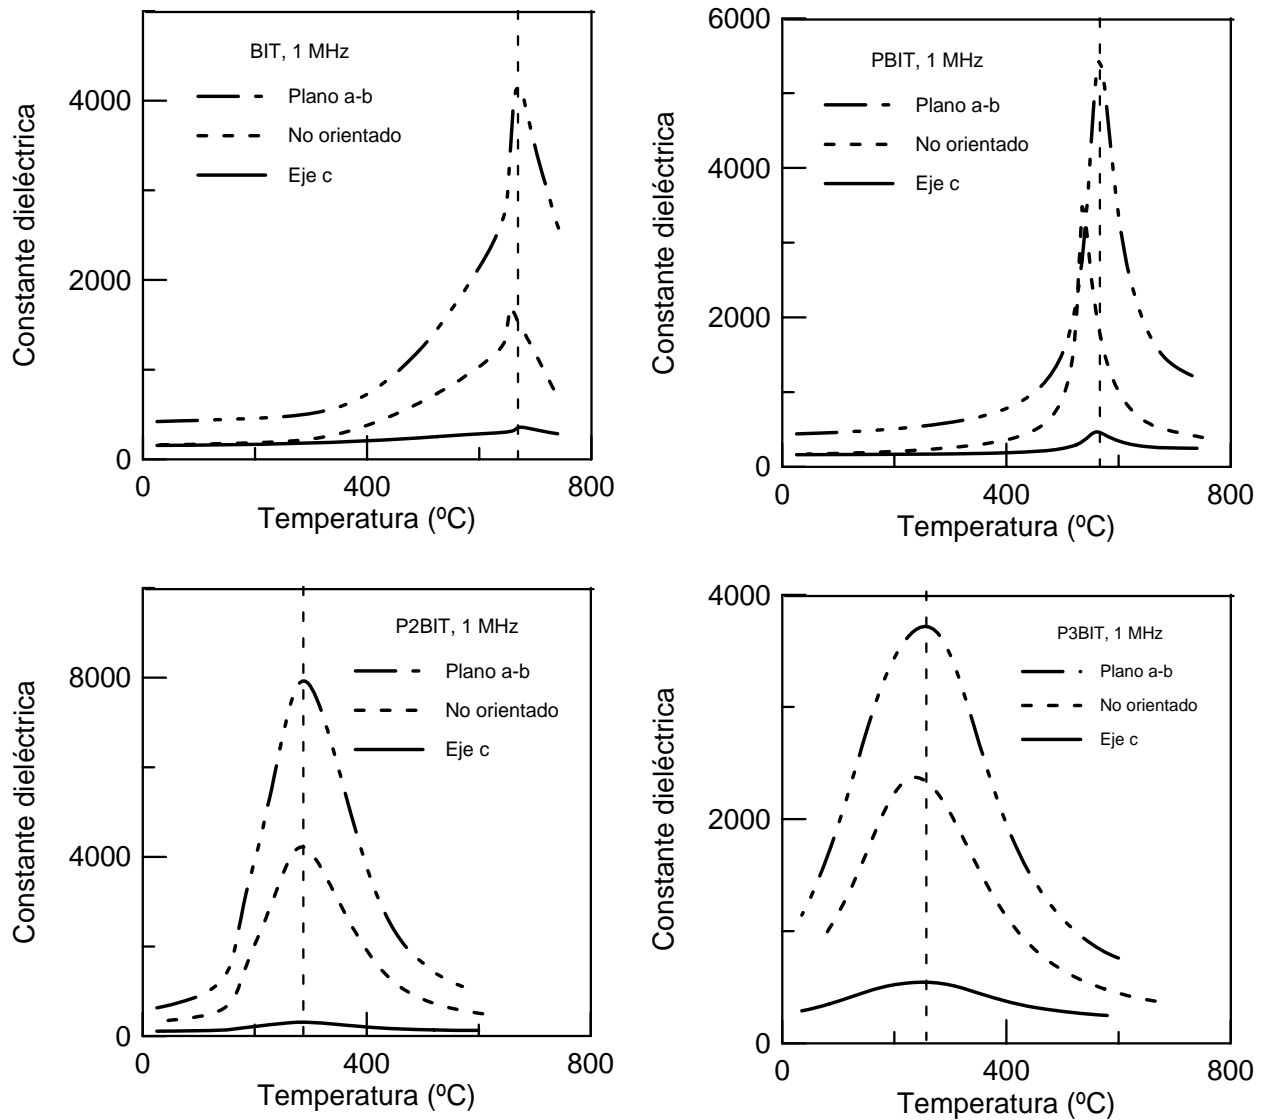 BIT, 1 MHz
Plano a-b
No orientado
Eje c
Constante dieléctrica
4000
2000
0
0
400
800
Temperatura (ºC)
PBIT, 1 MHz
Plano a-b
No orientado
Eje c
Constante dieléctrica
6000
4000
2000
0
0
400
800
Temperatura (ºC)
P2BIT, 1 MHz
Plano a-b
No orientado
Eje c
Constante dieléctrica
8000
4000
0
0
400
800
Temperatura (ºC)
P3BIT, 1 MHz
Plano a-b
No orientado
Eje c
Constante dieléctrica
4000
2000
0
0
400
800
Temperatura (ºC)